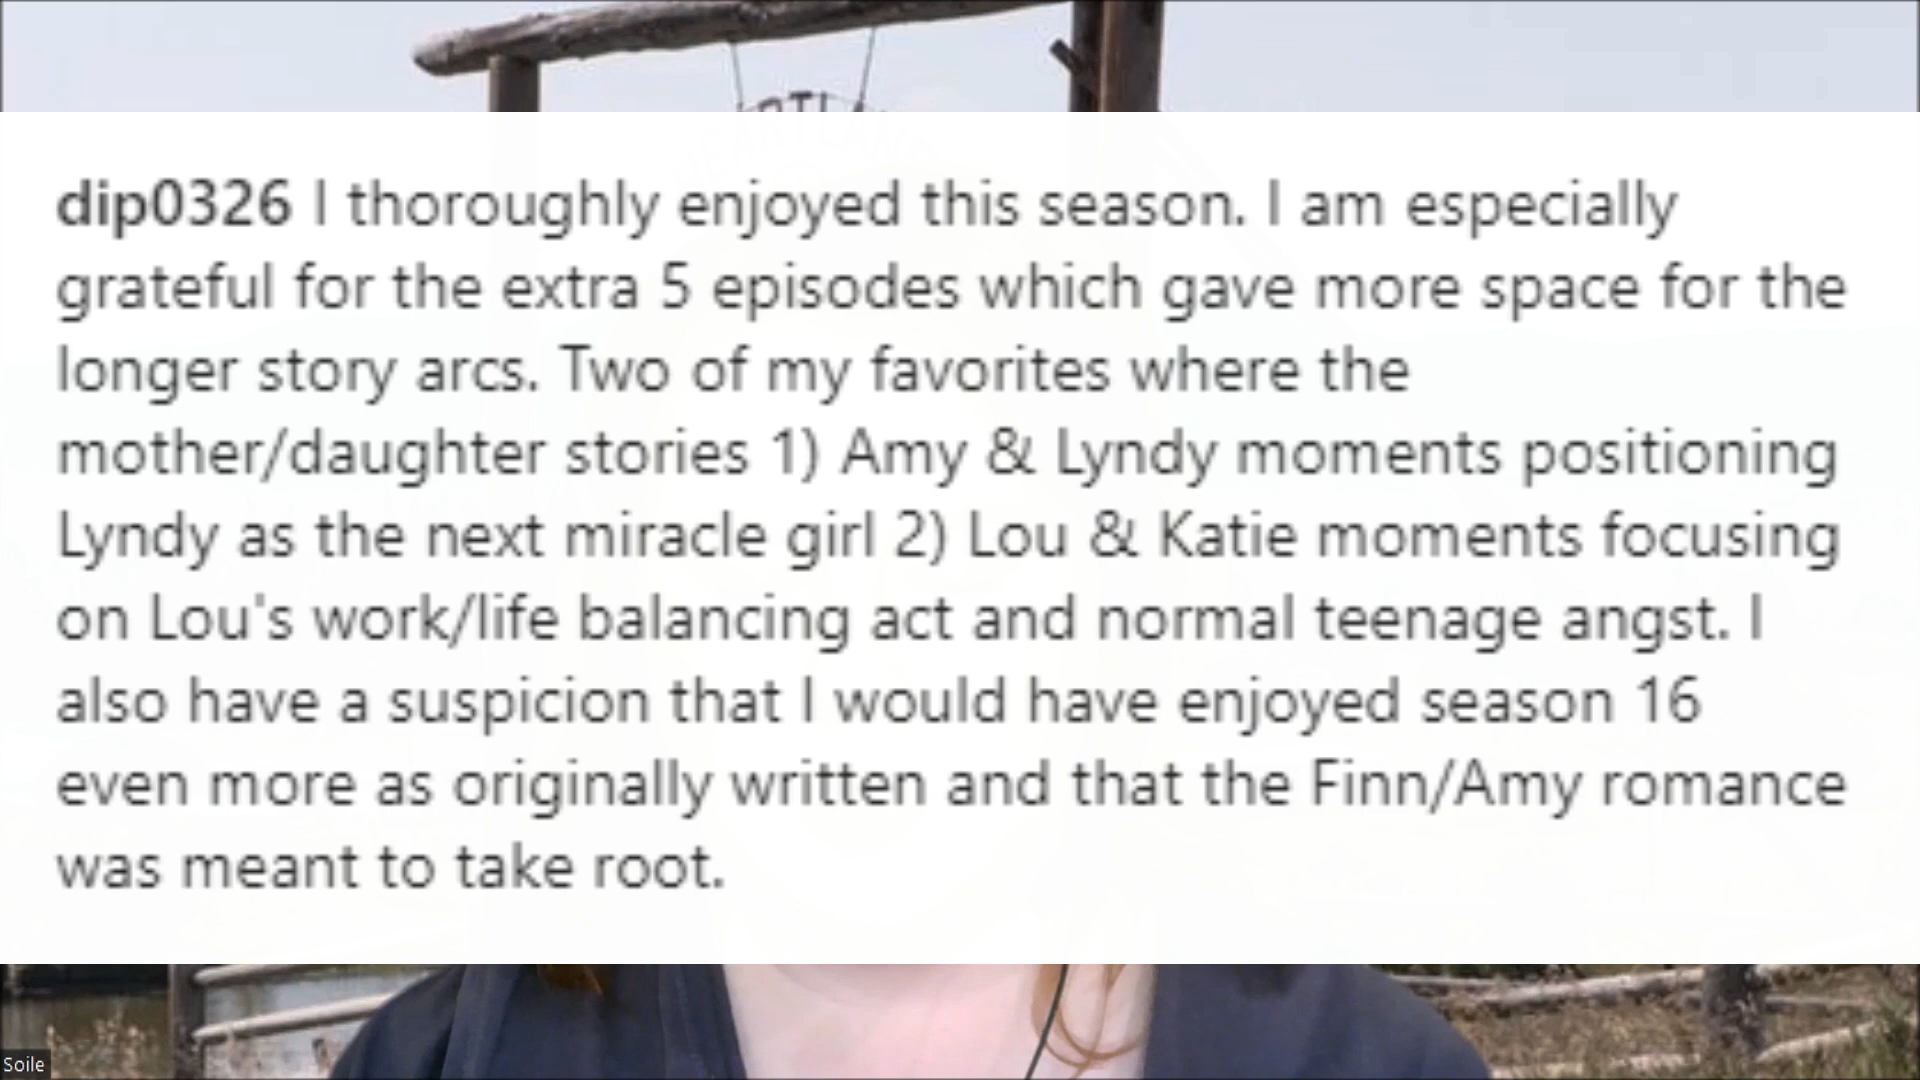 dip0326 I thoroughly enjoyed this season. I am especially
grateful for the extra 5 episodes which gave more space for the
longer story arcs. Two of my favorites where the
mother/daughter stories 1) Amy & Lyndy moments positioning
Lyndy as the next miracle girl 2) Lou & Katie moments focusing
on Lou's work/life balancing act and normal teenage angst. I
also have a suspicion that I would have enjoyed season 16
even more as originally written and that the Finn/Amy romance
was meant to take root.
Soile